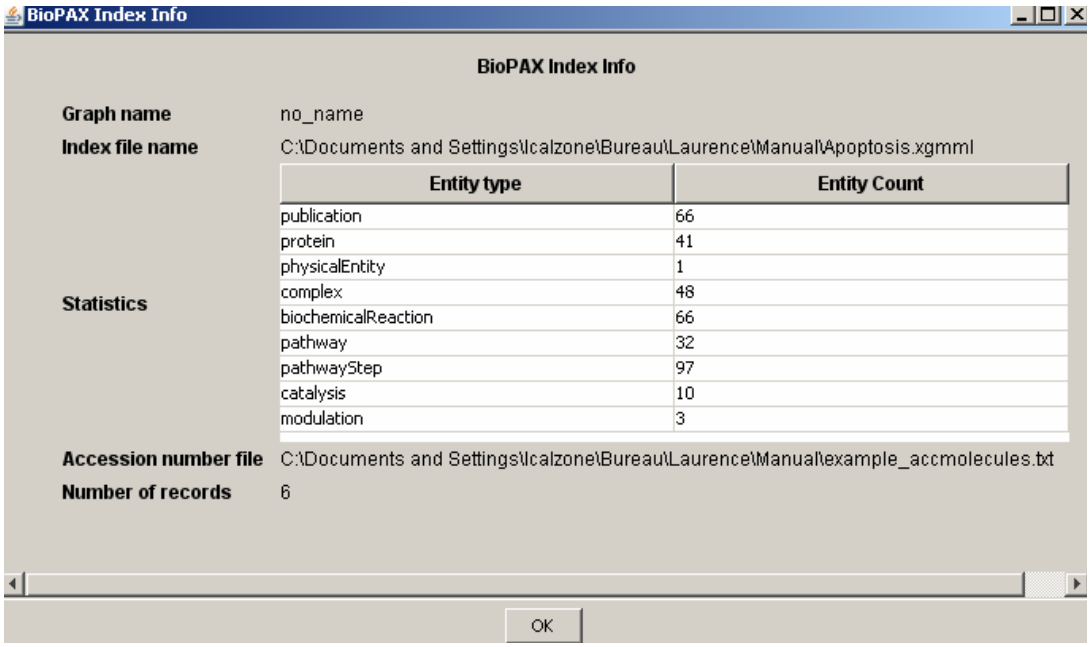 BioPAX Index Info
BioPAX Index Info
Graph name no_name
Index file name C:\Documents and Settings\lcalzone\Bureau\Laurence\Manual\Apoptosis.xgmml
Entity type Entity Count
publication 66
protein 41
physicalEntity 1
complex 48
Statistics
biochemicalReaction 66
pathway 32
pathwayStep 97
catalysis 10
modulation 3
Accession number file C:\Documents and Settings\lcalzone\Bureau\Laurence\Manual\example_accmolecules.txt
Number of records 6
OK